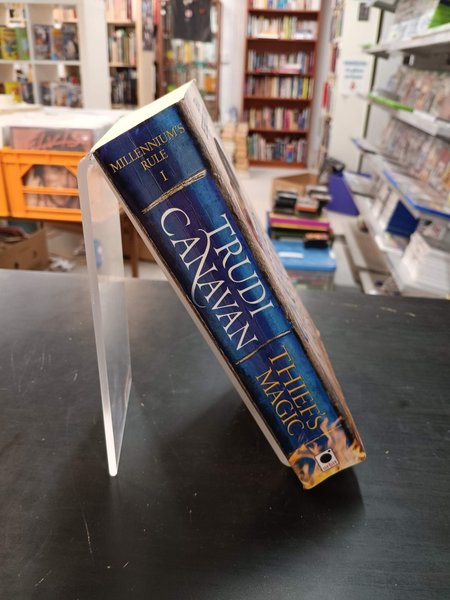 MILLENNIUM'S
RULE
I
TRUDI
CANAVAN
THIEF'S
MAGIC